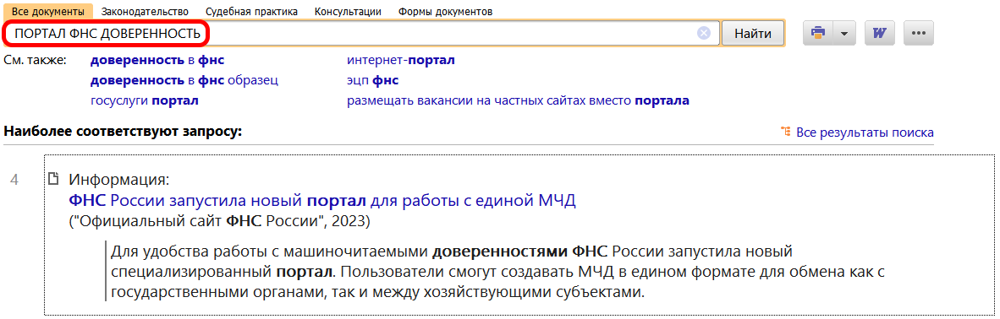 Все документы Законодательство Судебная практика Консультации Формы документов
ПОРТАЛ ФНС ДОВЕРЕННОСТЬ Найти W
См. также: доверенность в фнс интернет-портал
доверенность в фнс образец эцп фнс
госуслуги портал размещать вакансии на частных сайтах вместо портала
Наиболее соответствуют запросу: Все результаты поиска
4 Информация:
ФНС России запустила новый портал для работы с единой МЧД
("Официальный сайт ФНС России", 2023)
Для удобства работы с машиночитаемыми доверенностями ФНС России запустила новый
специализированный портал. Пользователи смогут создавать МЧД в едином формате для обмена как с
государственными органами, так и между хозяйствующими субъектами.